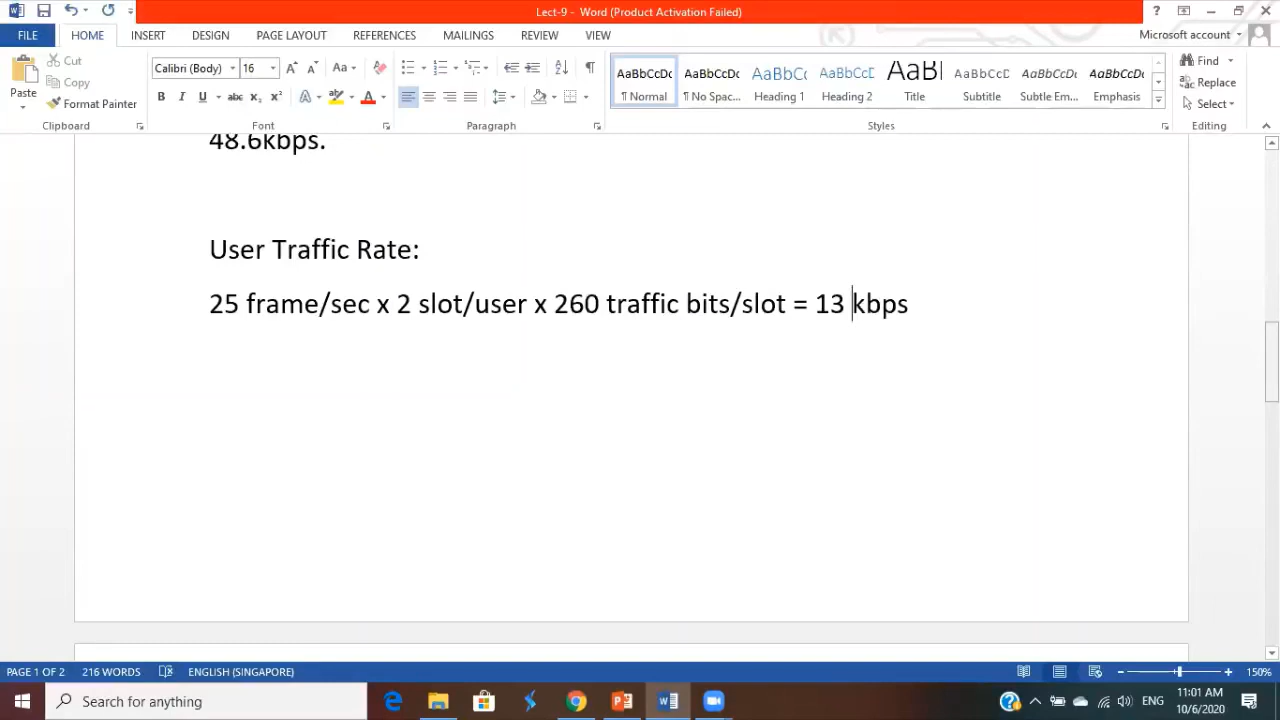 Lect-9 - Word (Product Activation Failed)
?
FILE HOME INSERT DESIGN PAGE LAYOUT REFERENCES MAILINGS REVIEW VIEW Microsoft account
Paste
Cut
Copy
Format Painter
Clipboard
Calibri (Body) 16
Font
Paragraph
AaBbCcDc AaBbCcDc AaBbC( AaBbCcC AaBl AaBbCcD AaBbCcDc AaBbCcDc
¶ Normal ¶ No Spac... Heading 1 Heading 2 Title Subtitle Subtle Em... Emphasis
Styles
Find
Replace
Select
Editing
48.6kbps.
User Traffic Rate:
25 frame/sec x 2 slot/user x 260 traffic bits/slot = 13 kbps
PAGE 1 OF 2 216 WORDS ENGLISH (SINGAPORE) 150%
Search for anything
ENG
11:01 AM
10/6/2020